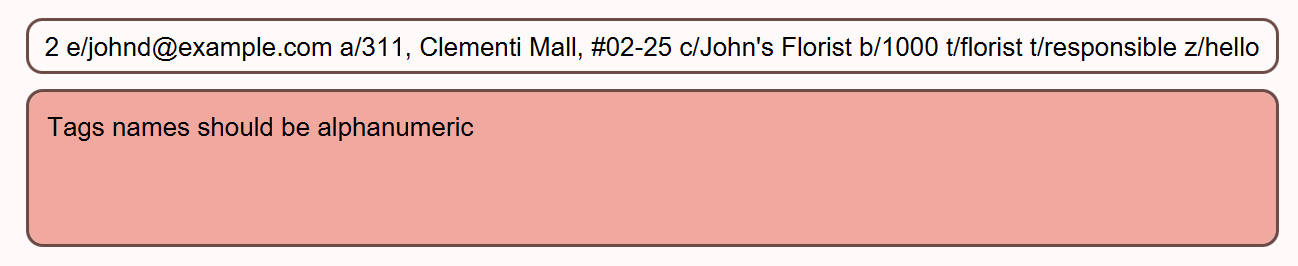 2 e/johnd@example.com a/311, Clementi Mall, #02-25 c/John's Florist b/1000 t/florist t/responsible z/hello
Tags names should be alphanumeric